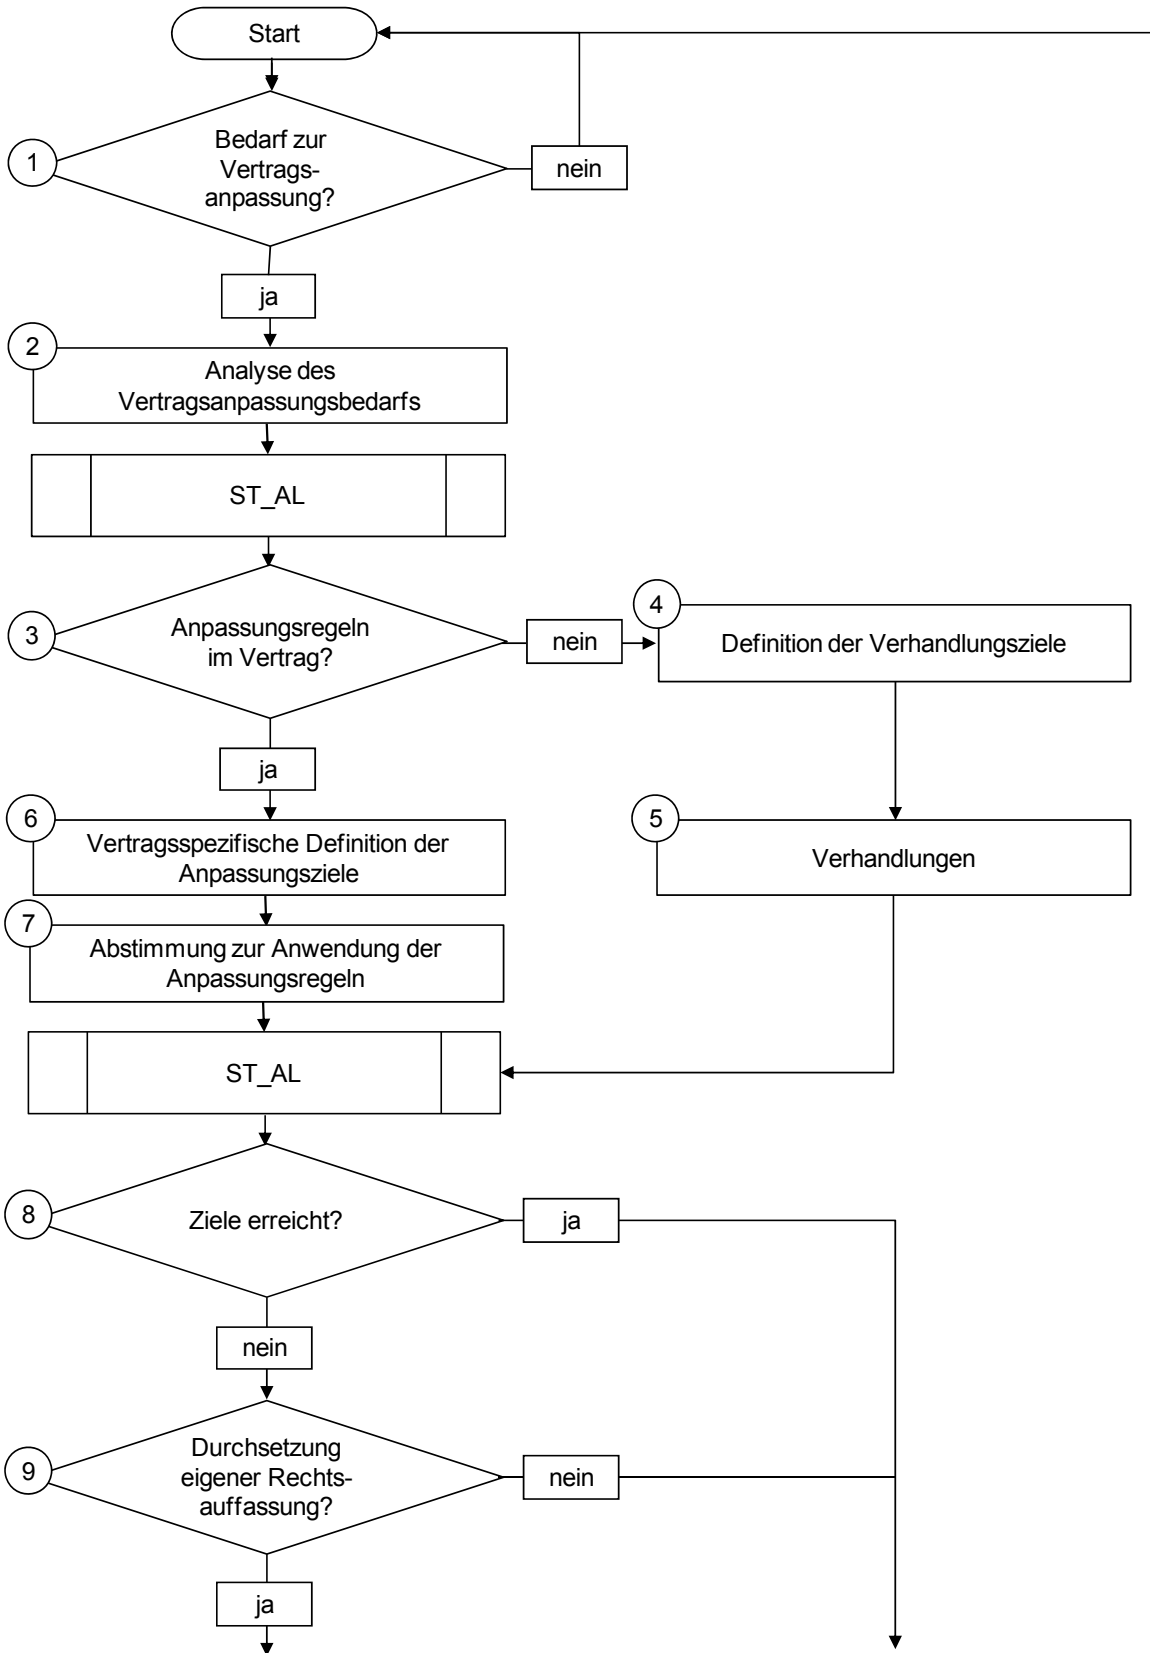 Start
1
Bedarf zur
Vertrags-
anpassung?
nein
ja
2
Analyse des
Vertragsanpassungsbedarfs
ST_AL
3
Anpassungsregeln
im Vertrag?
nein
4
Definition der Verhandlungsziele
ja
5
Verhandlungen
6
Vertragsspezifische Definition der
Anpassungsziele
7
Abstimmung zur Anwendung der
Anpassungsregeln
ST_AL
8
Ziele erreicht?
ja
nein
9
Durchsetzung
eigener Rechts-
auffassung?
nein
ja